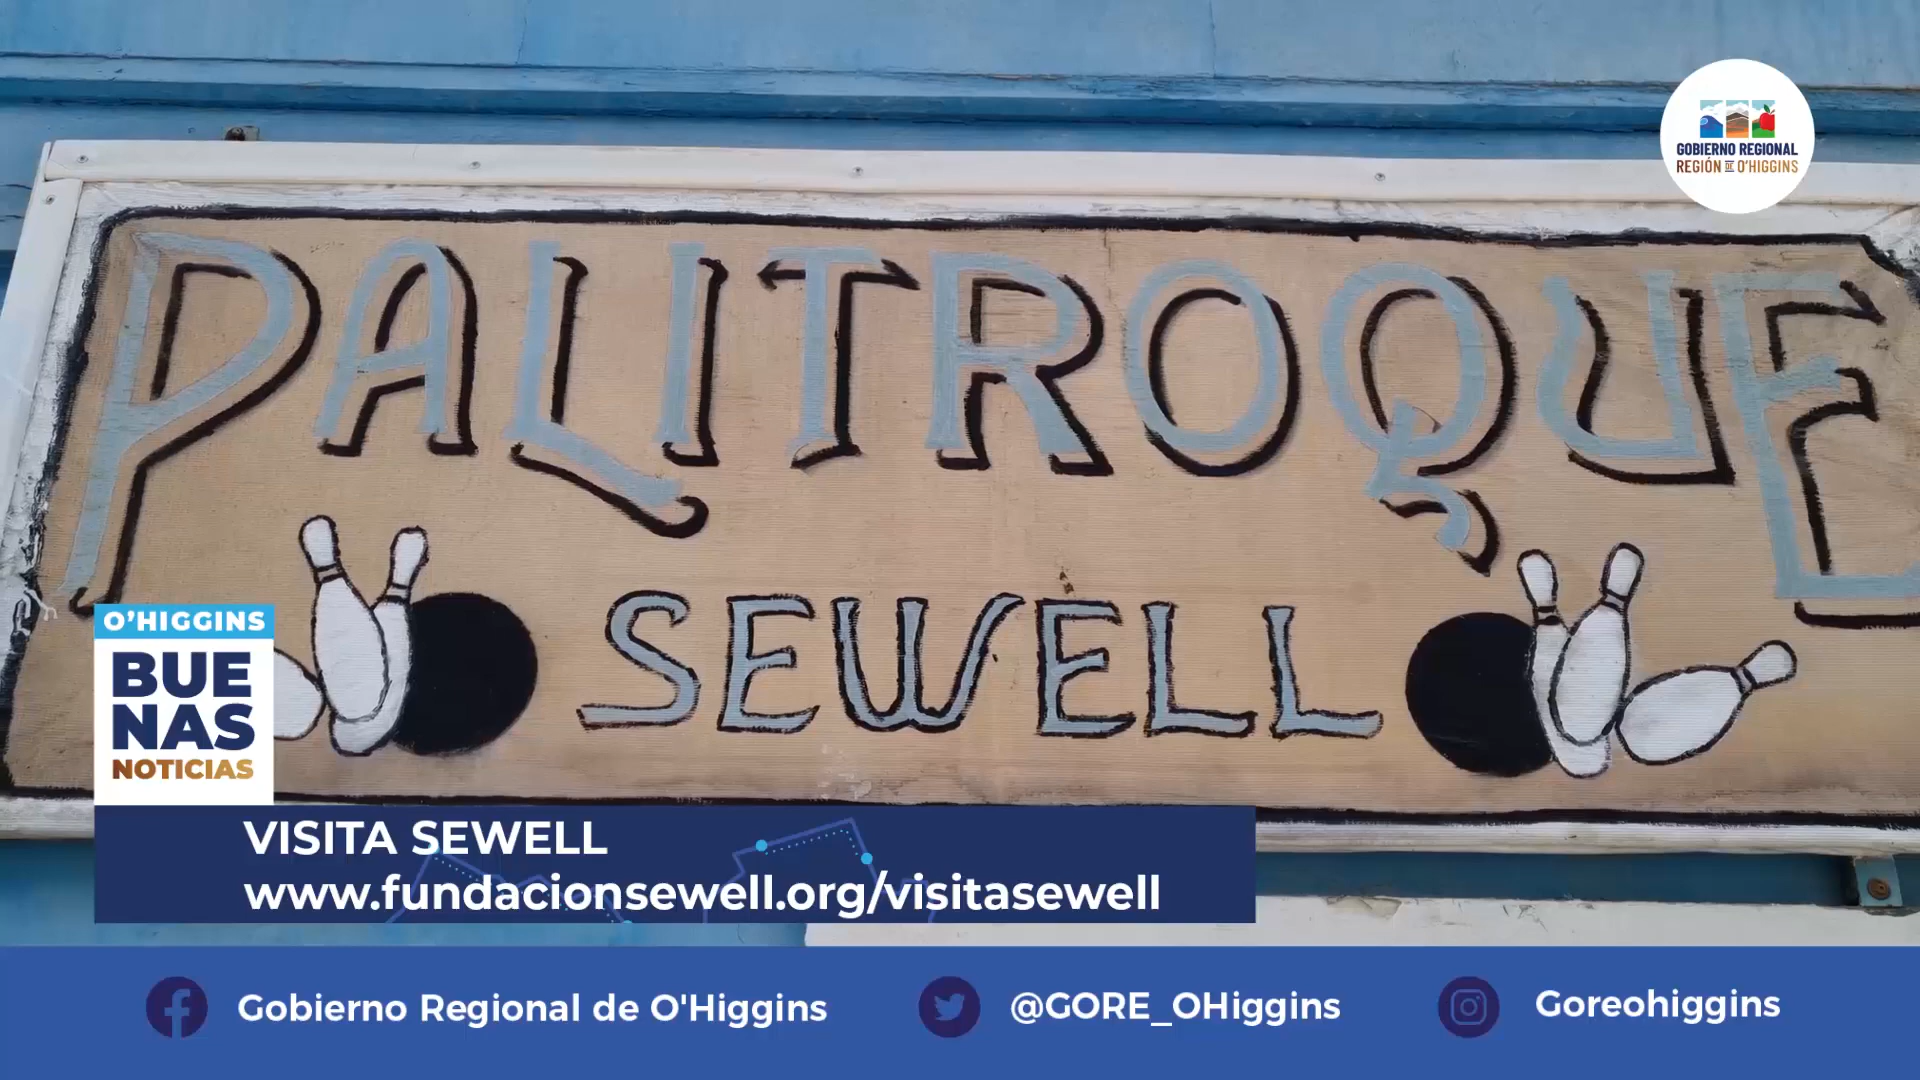 GOBIERNO REGIONAL
REGIÓN DE O'HIGGINS
PALITROQUE
SEWELL
O'HIGGINS
BUE
NAS
NOTICIAS
VISITA SEWELL
www.fundacionsewell.org/visitasewell
Gobierno Regional de O'Higgins
@GORE_OHiggins
Goreohiggins